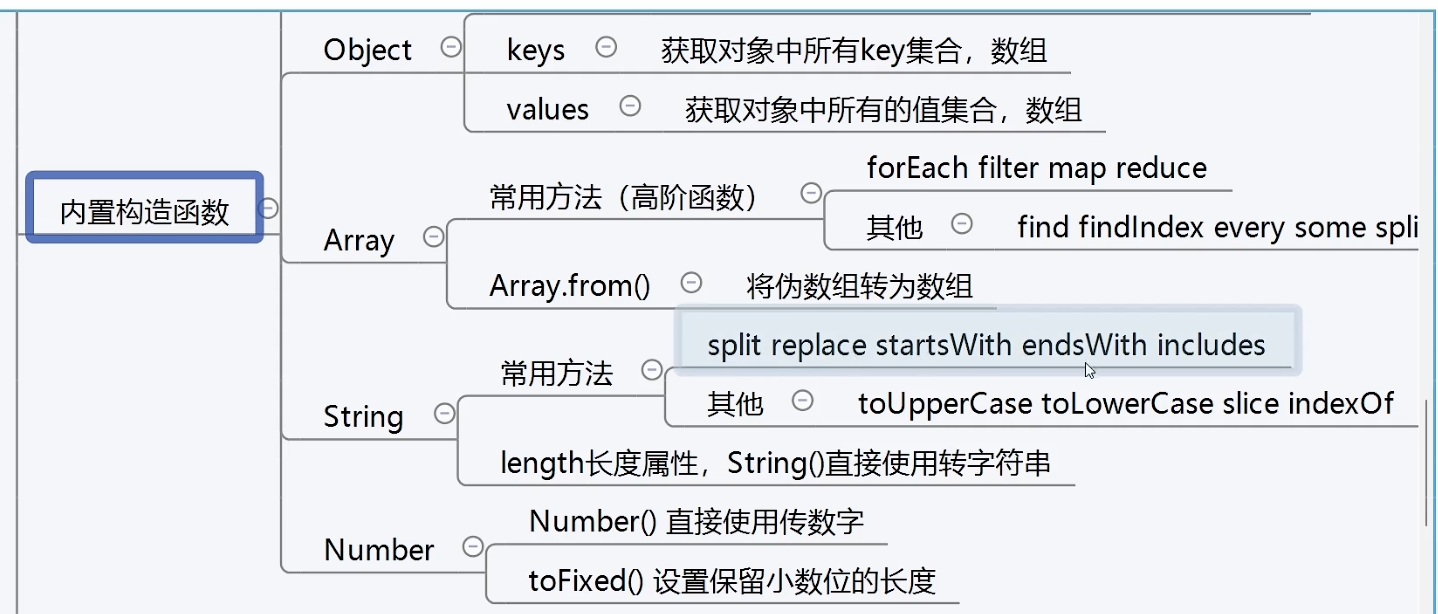 内置构造函数
Object
keys
获取对象中所有key集合，数组
values
获取对象中所有的值集合，数组
Array
常用方法（高阶函数）
forEach filter map reduce
其他
find findIndex every some spli
Array.from()
将伪数组转为数组
String
常用方法
split replace startsWith endsWith includes
其他
toUpperCase toLowerCase slice indexOf
length长度属性，String()直接使用转字符串
Number
Number() 直接使用传数字
toFixed() 设置保留小数位的长度